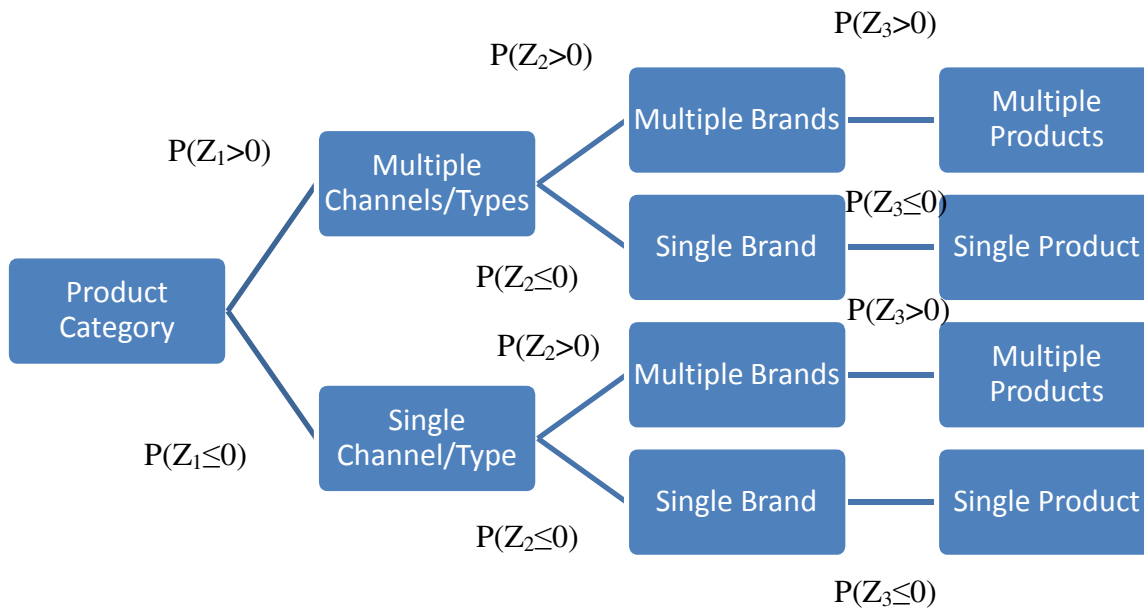 P(Z₃>0)
P(Z₂>0)
Multiple Brands
Multiple
Products
P(Z₁>0)
Multiple
Channels/Types
P(Z₃≤0)
Single Brand
Single Product
P(Z₂≤0)
Product
Category
P(Z₃>0)
P(Z₂>0)
Multiple Brands
Multiple
Products
Single
Channel/Type
P(Z₁≤0)
Single Brand
Single Product
P(Z₂≤0)
P(Z₃≤0)